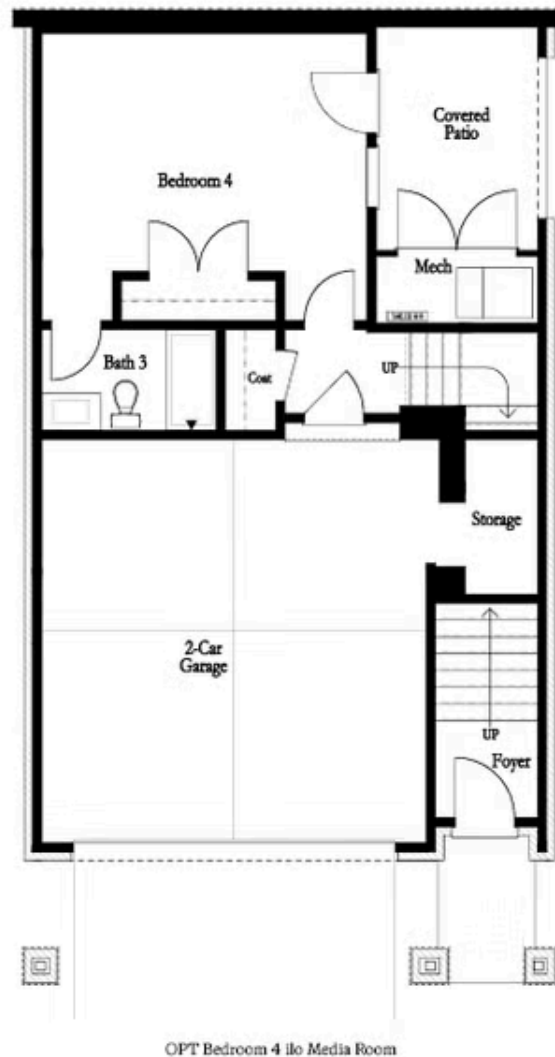 Covered
Patio
Bedroom 4
Mech
Bath 3
Coat
UP
Storage
2-Car
Garage
UP
Foyer
OPT Bedroom 4 ilo Media Room